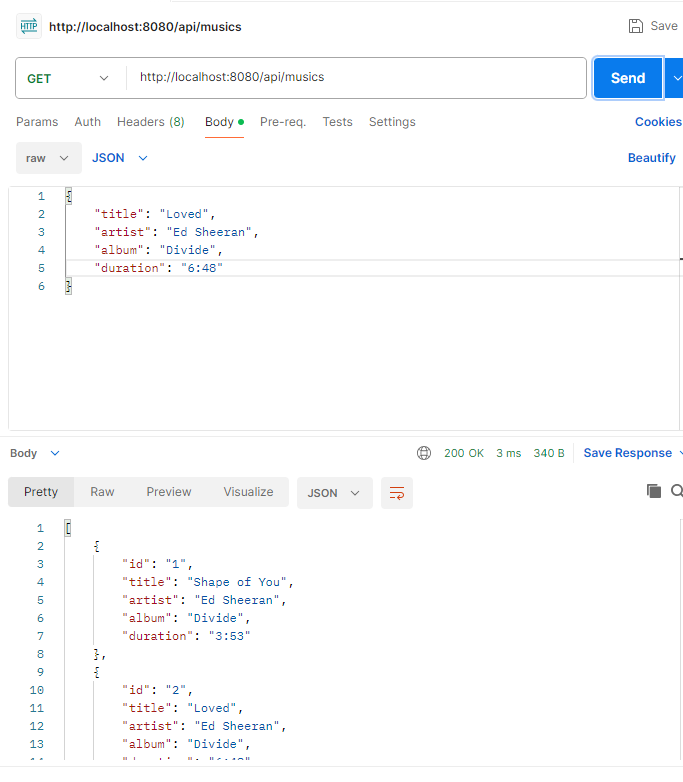 HTTP http://localhost:8080/api/musics Save
GET http://localhost:8080/api/musics Send
Params Auth Headers (8) Body Pre-req. Tests Settings Cookies
raw JSON Beautify
1 {
2 "title": "Loved",
3 "artist": "Ed Sheeran",
4 "album": "Divide",
5 "duration": "6:48"
6 }
Body 200 OK 3 ms 340 B Save Response
Pretty Raw Preview Visualize JSON
1 [
2 {
3 "id": "1",
4 "title": "Shape of You",
5 "artist": "Ed Sheeran",
6 "album": "Divide",
7 "duration": "3:53"
8 },
9 {
10 "id": "2",
11 "title": "Loved",
12 "artist": "Ed Sheeran",
13 "album": "Divide",